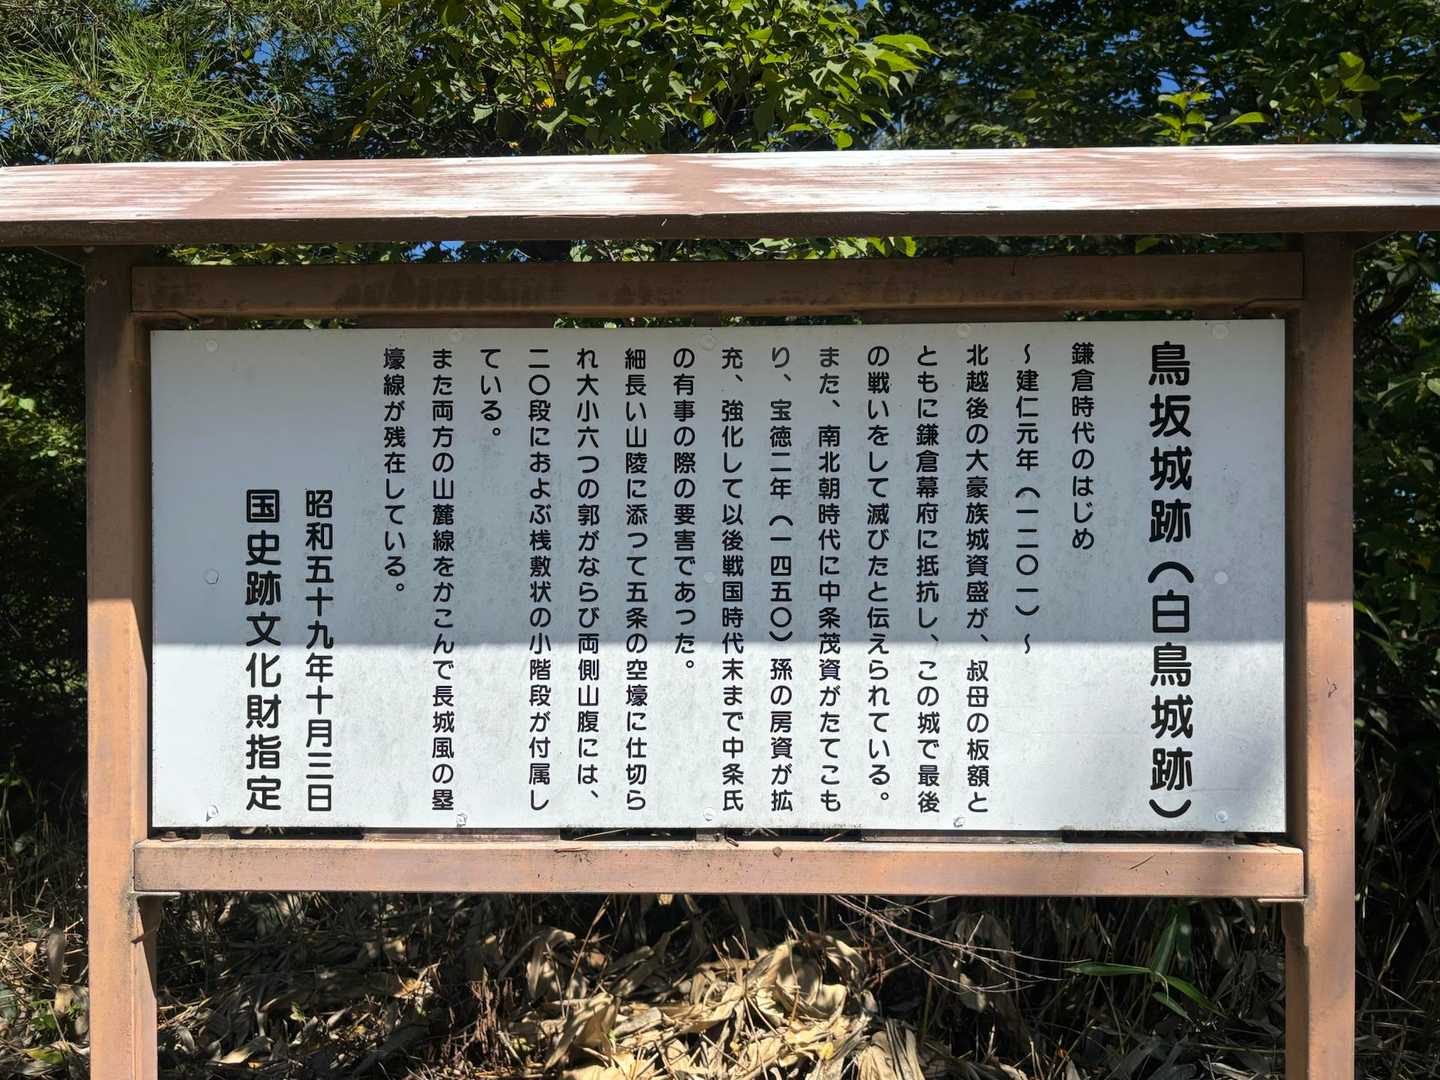 鳥坂城跡（白鳥城跡）
鎌倉時代のはじめ
～建仁元年（一二〇一）～
北越後の大豪族城資盛が、叔母の板額と
ともに鎌倉幕府に抵抗し、この城で最後
の戦いをして滅びたと伝えられている。
また、南北朝時代に中条茂資がたてこも
り、宝徳二年（一四五〇）孫の房資が拡
充、強化して以後戦国時代末まで中条氏
の有事の際の要害であった。
細長い山陵に添つて五条の空壕に仕切ら
れ大小六つの郭がならび両側山腹には、
二〇段におよぶ桟敷状の小階段が付属し
ている。
また両方の山麓線をかこんで長城風の塁
壕線が残在している。
昭和五十九年十月三日
国史跡文化財指定